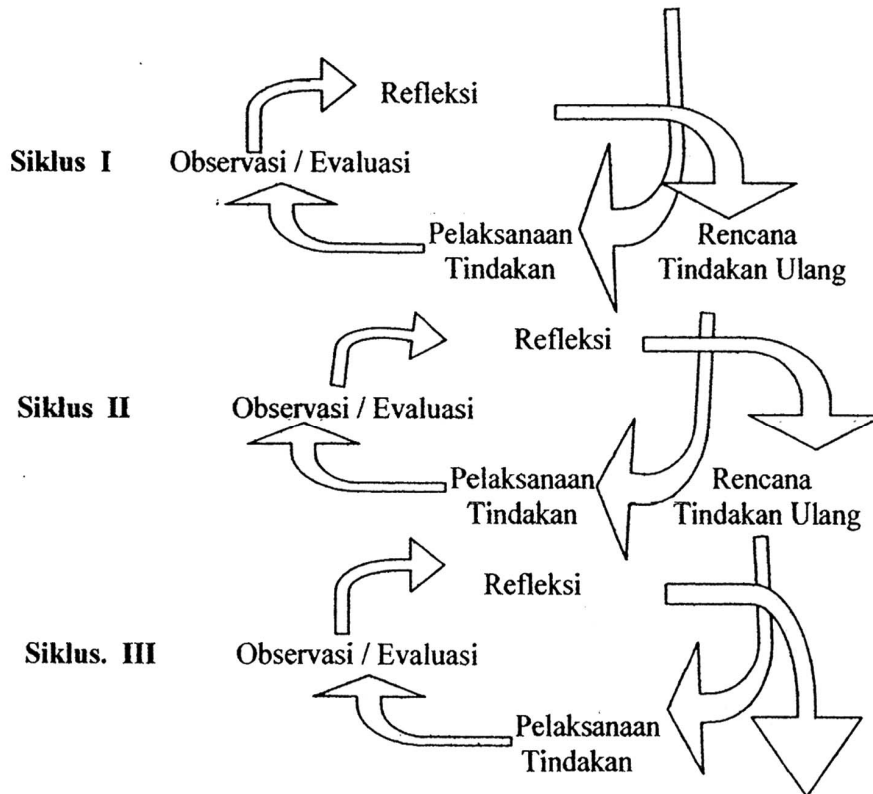 Refleksi
Siklus I Observasi / Evaluasi
Pelaksanaan Tindakan
Rencana Tindakan Ulang
Refleksi
Siklus II Observasi / Evaluasi
Pelaksanaan Tindakan
Rencana Tindakan Ulang
Refleksi
Siklus. III Observasi / Evaluasi
Pelaksanaan
Tindakan